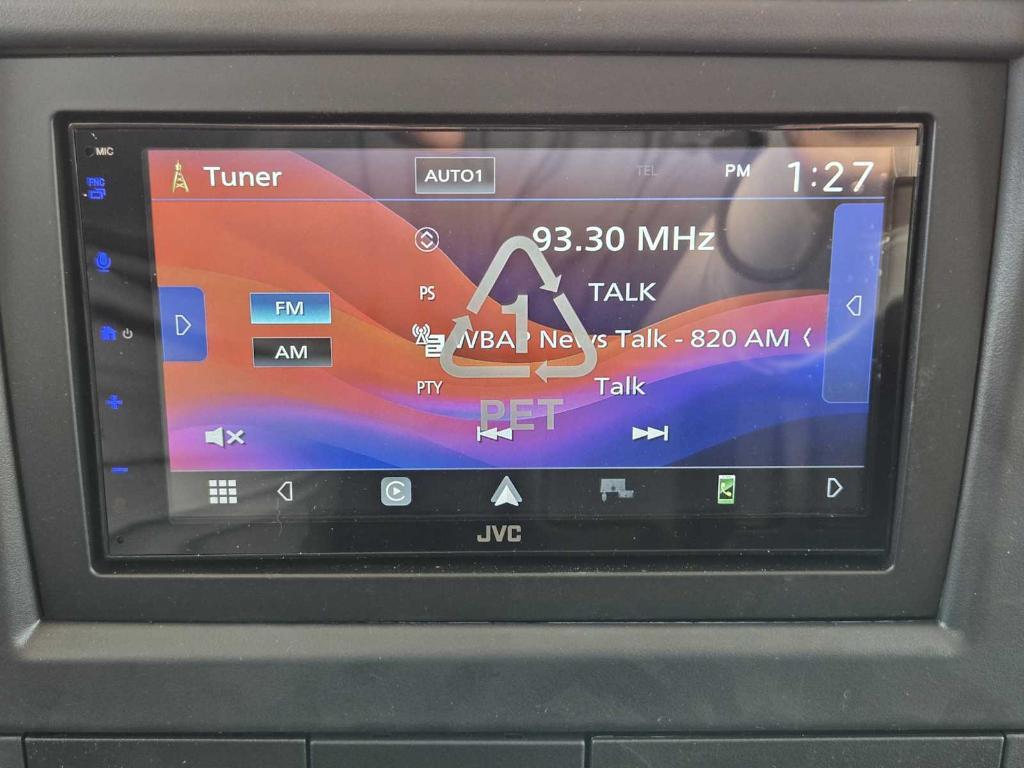 MIC
FNC
Tuner
AUTO1
TEL
PM 1:27
93.30 MHz
PS TALK
FM
WBAP News Talk - 820 AM
AM
PTY Talk
1
PET
JVC